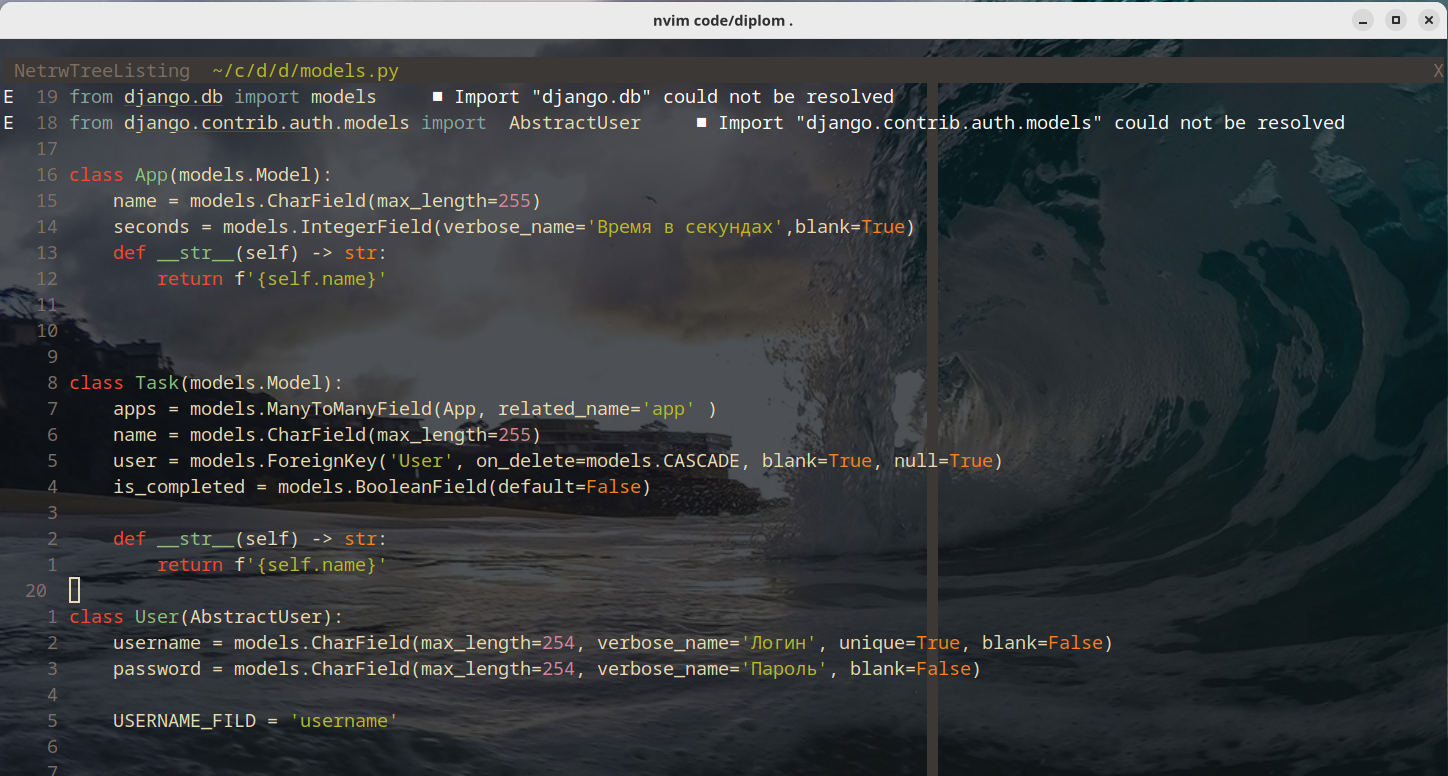 nvim code/diplom .
NetrwTreeListing ~/c/d/d/models.py X
E 19 from django.db import models ■ Import "django.db" could not be resolved
E 18 from django.contrib.auth.models import AbstractUser ■ Import "django.contrib.auth.models" could not be resolved
17
16 class App(models.Model):
15 name = models.CharField(max_length=255)
14 seconds = models.IntegerField(verbose_name='Время в секундах',blank=True)
13 def __str__(self) -> str:
12 return f'{self.name}'
11
10
9
8 class Task(models.Model):
7 apps = models.ManyToManyField(App, related_name='app' )
6 name = models.CharField(max_length=255)
5 user = models.ForeignKey('User', on_delete=models.CASCADE, blank=True, null=True)
4 is_completed = models.BooleanField(default=False)
3
2 def __str__(self) -> str:
1 return f'{self.name}'
20
1 class User(AbstractUser):
2 username = models.CharField(max_length=254, verbose_name='Логин', unique=True, blank=False)
3 password = models.CharField(max_length=254, verbose_name='Пароль', blank=False)
4
5 USERNAME_FILD = 'username'
6
7